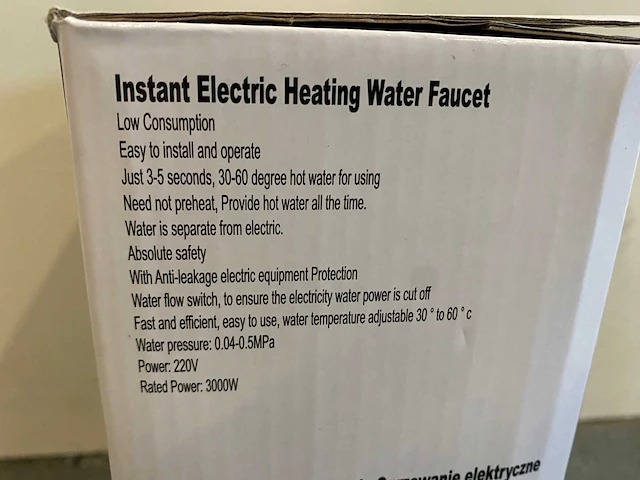 Instant Electric Heating Water Faucet
Low Consumption
Easy to install and operate
Just 3-5 seconds, 30-60 degree hot water for using
Need not preheat, Provide hot water all the time.
Water is separate from electric.
Absolute safety
With Anti-leakage electric equipment Protection
Water flow switch, to ensure the electricity water power is cut off
Fast and efficient, easy to use, water temperature adjustable 30 ° to 60 ° c
Water pressure: 0.04-0.5MPa
Power: 220V
Rated Power: 3000W
elektryczne